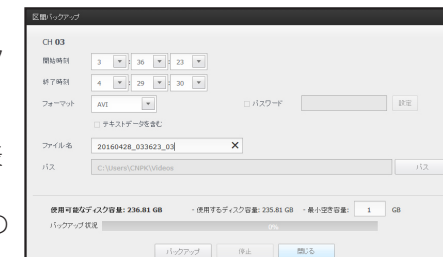 区間バックアップ
CH 03
開始時刻 3 : 36 : 23
終了時刻 4 : 29 : 30
フォーマット AVI パスワード 設定
テキストデータを含む
ファイル名 20160428_033623_03 X
パス C:\Users\CNPK\Videos パス
使用可能なディスク容量: 236.81 GB - 使用するディスク容量: 235.81 GB - 最小空き容量: 1 GB
バックアップ状況 0%
バックアップ 停止 閉じる